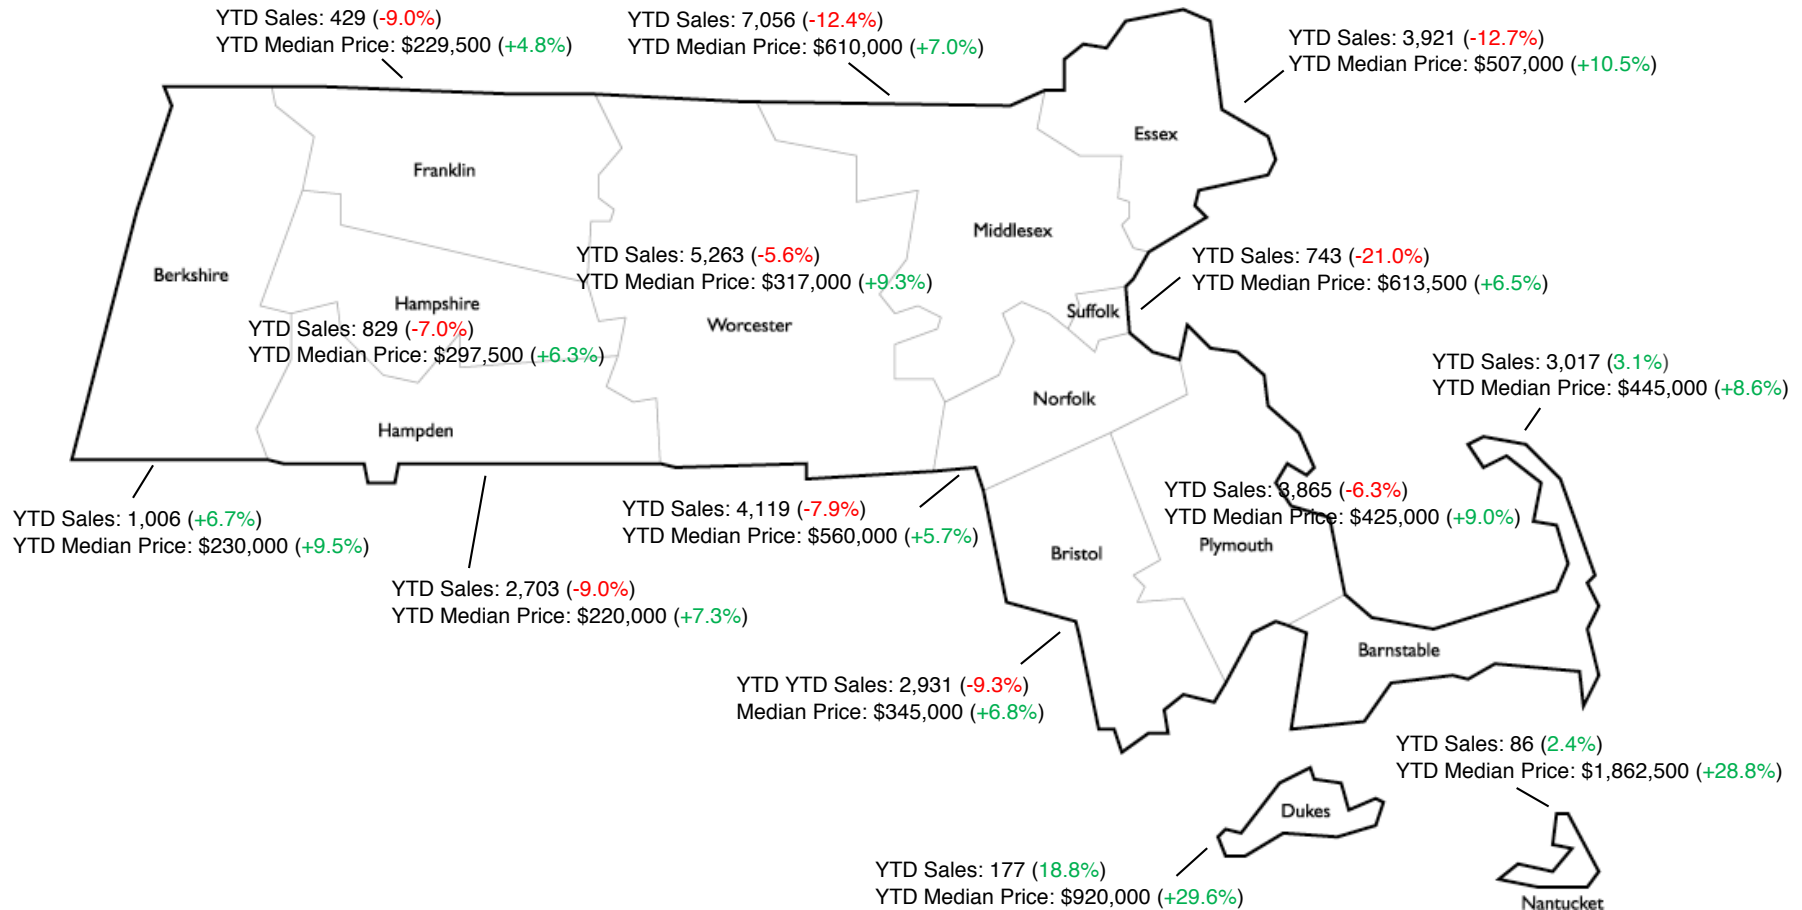 YTD Sales: 429 (-9.0%)
YTD Median Price: $229,500 (+4.8%)
YTD Sales: 7,056 (-12.4%)
YTD Median Price: $610,000 (+7.0%)
YTD Sales: 3,921 (-12.7%)
YTD Median Price: $507,000 (+10.5%)
Essex
Franklin
Middlesex
Berkshire
YTD Sales: 5,263 (-5.6%)
YTD Median Price: $317,000 (+9.3%)
YTD Sales: 743 (-21.0%)
YTD Median Price: $613,500 (+6.5%)
Hampshire
YTD Sales: 829 (-7.0%)
YTD Median Price: $297,500 (+6.3%)
Worcester
Suffolk
YTD Sales: 3,017 (3.1%)
YTD Median Price: $445,000 (+8.6%)
Norfolk
Hampden
YTD Sales: 1,006 (+6.7%)
YTD Median Price: $230,000 (+9.5%)
YTD Sales: 4,119 (-7.9%)
YTD Median Price: $560,000 (+5.7%)
YTD Sales: 3,865 (-6.3%)
YTD Median Price: $425,000 (+9.0%)
Plymouth
Bristol
YTD Sales: 2,703 (-9.0%)
YTD Median Price: $220,000 (+7.3%)
Barnstable
YTD YTD Sales: 2,931 (-9.3%)
Median Price: $345,000 (+6.8%)
YTD Sales: 86 (2.4%)
YTD Median Price: $1,862,500 (+28.8%)
Dukes
YTD Sales: 177 (18.8%)
YTD Median Price: $920,000 (+29.6%)
Nantucket